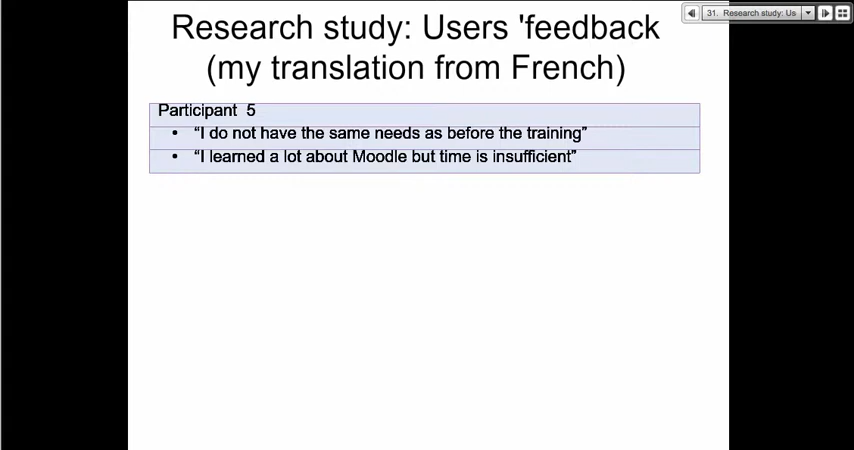 Research study: Users 'feedback
(my translation from French)
31. Research study: Us
Participant 5
• “I do not have the same needs as before the training”
• “I learned a lot about Moodle but time is insufficient”